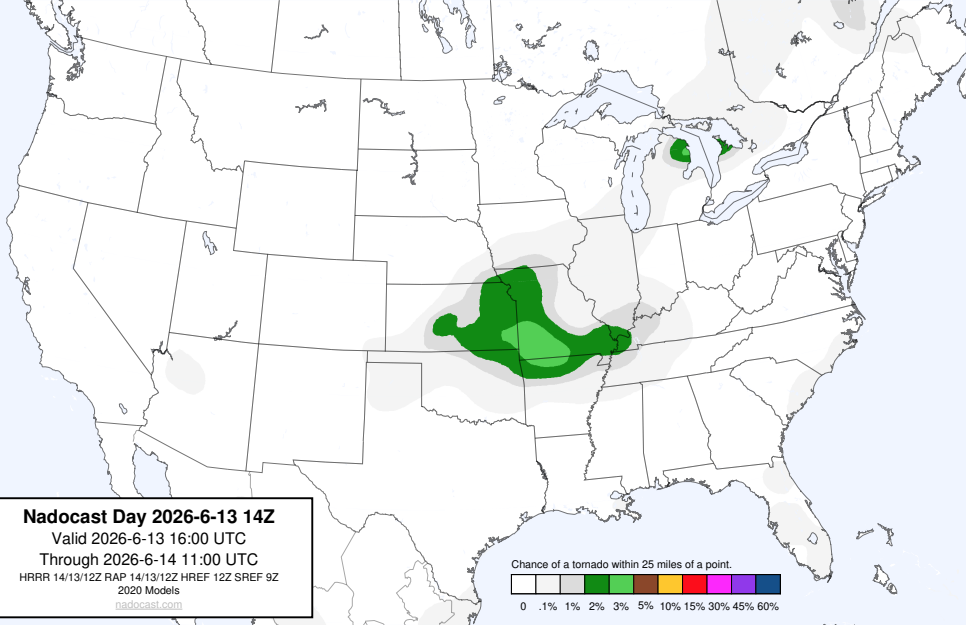 Nadocast Day 2026-6-13 14Z
Valid 2026-6-13 16:00 UTC
Through 2026-6-14 11:00 UTC
HRRR 14/13/12Z RAP 14/13/12Z HREF 12Z SREF 9Z
2020 Models
nadocast.com
Chance of a tornado within 25 miles of a point.
0 .1% 1% 2% 3% 5% 10% 15% 30% 45% 60%